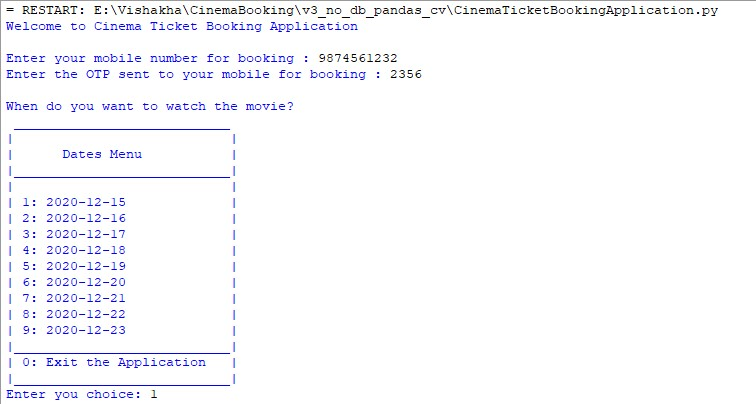 = RESTART: E:\Vishakha\CinemaBooking\v3_no_db_pandas_cv\CinemaTicketBookingApplication.py
Welcome to Cinema Ticket Booking Application
Enter your mobile number for booking : 9874561232
Enter the OTP sent to your mobile for booking : 2356
When do you want to watch the movie?
Dates Menu
1: 2020-12-15
2: 2020-12-16
3: 2020-12-17
4: 2020-12-18
5: 2020-12-19
6: 2020-12-20
7: 2020-12-21
8: 2020-12-22
9: 2020-12-23
0: Exit the Application
Enter you choice: 1